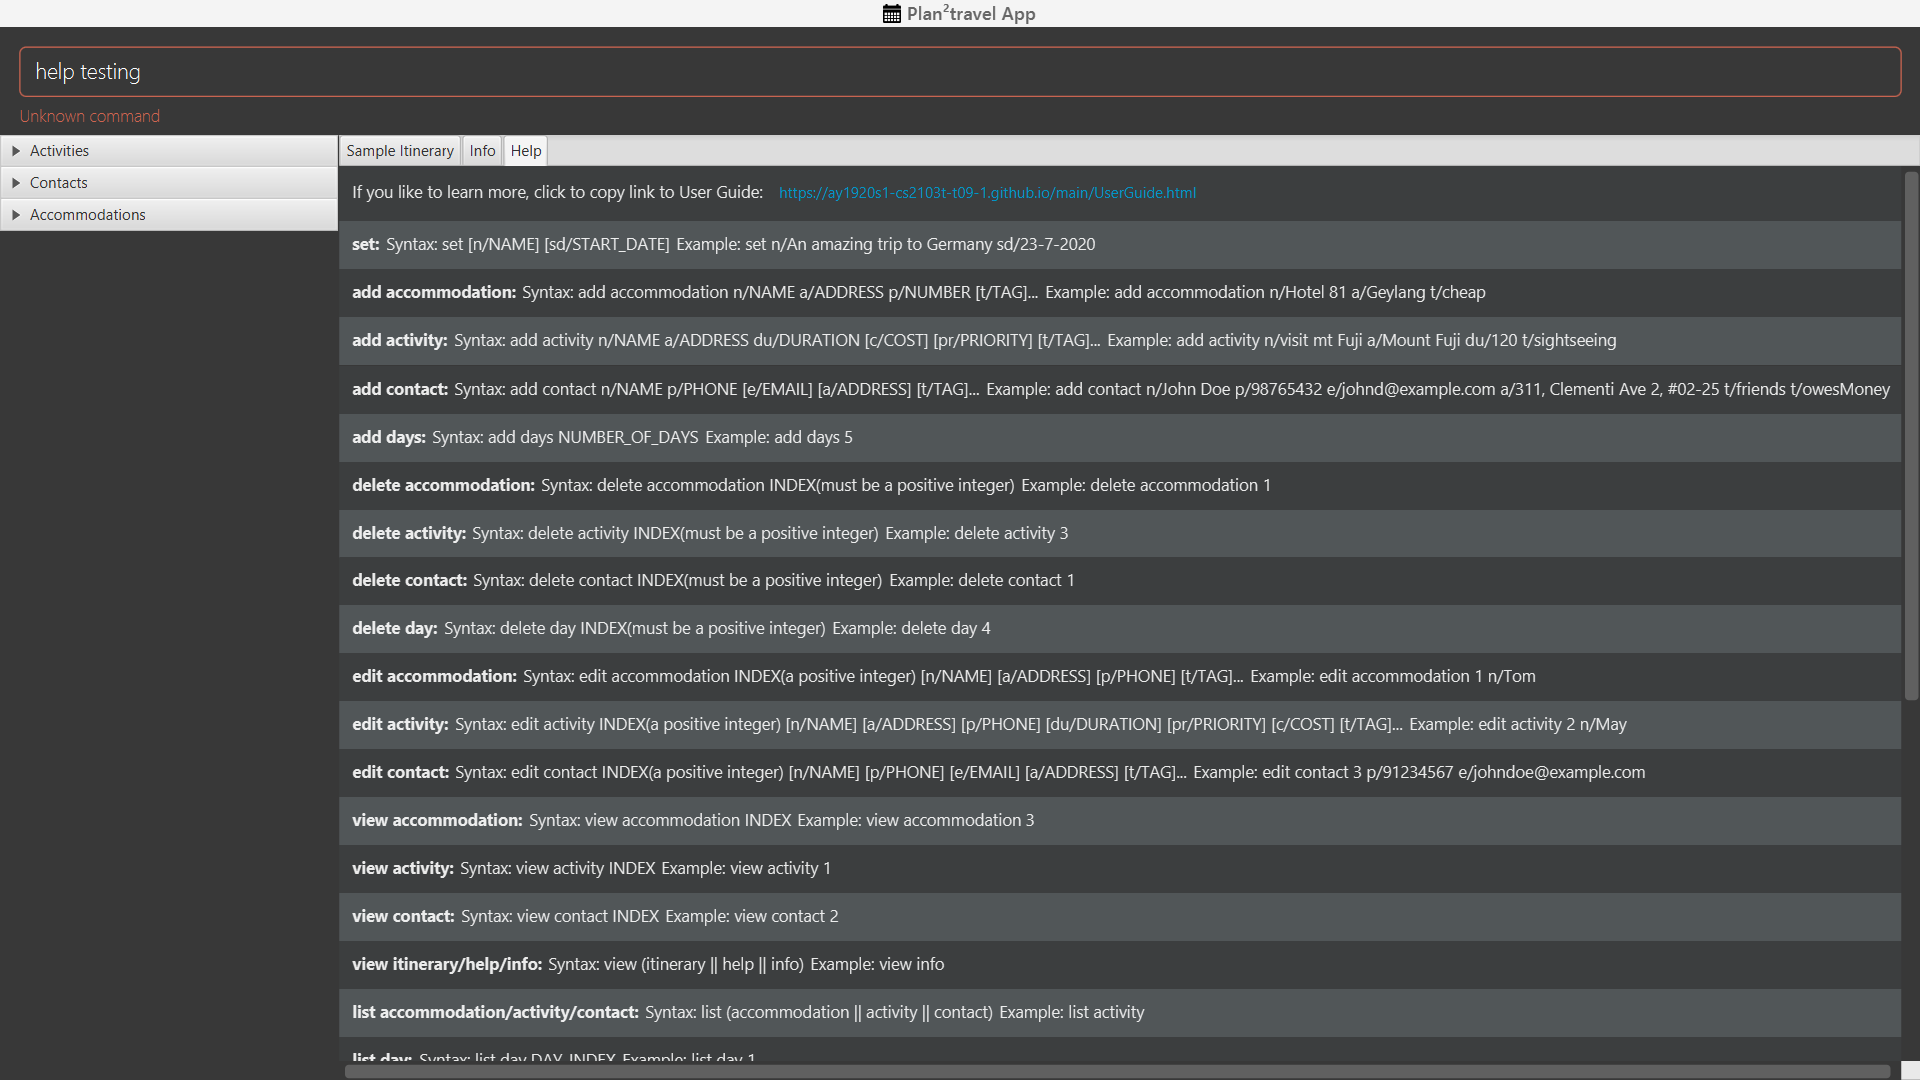 Plan²travel App
help testing
Unknown command
Activities
Contacts
Accommodations
Sample Itinerary Info Help
If you like to learn more, click to copy link to User Guide: https://ay1920s1-cs2103t-t09-1.github.io/main/UserGuide.html
set: Syntax: set [n/NAME] [sd/START_DATE] Example: set n/An amazing trip to Germany sd/23-7-2020
add accommodation: Syntax: add accommodation n/NAME a/ADDRESS p/NUMBER [t/TAG]... Example: add accommodation n/Hotel 81 a/Geylang t/cheap
add activity: Syntax: add activity n/NAME a/ADDRESS du/DURATION [c/COST] [pr/PRIORITY] [t/TAG]... Example: add activity n/visit mt Fuji a/Mount Fuji du/120 t/sightseeing
add contact: Syntax: add contact n/NAME p/PHONE [e/EMAIL] [a/ADDRESS] [t/TAG]... Example: add contact n/John Doe p/98765432 e/johnd@example.com a/311, Clementi Ave 2, #02-25 t/friends t/owesMoney
add days: Syntax: add days NUMBER_OF_DAYS Example: add days 5
delete accommodation: Syntax: delete accommodation INDEX(must be a positive integer) Example: delete accommodation 1
delete activity: Syntax: delete activity INDEX(must be a positive integer) Example: delete activity 3
delete contact: Syntax: delete contact INDEX(must be a positive integer) Example: delete contact 1
delete day: Syntax: delete day INDEX(must be a positive integer) Example: delete day 4
edit accommodation: Syntax: edit accommodation INDEX(a positive integer) [n/NAME] [a/ADDRESS] [p/PHONE] [t/TAG]... Example: edit accommodation 1 n/Tom
edit activity: Syntax: edit activity INDEX(a positive integer) [n/NAME] [a/ADDRESS] [p/PHONE] [du/DURATION] [pr/PRIORITY] [c/COST] [t/TAG]... Example: edit activity 2 n/May
edit contact: Syntax: edit contact INDEX(a positive integer) [n/NAME] [p/PHONE] [e/EMAIL] [a/ADDRESS] [t/TAG]... Example: edit contact 3 p/91234567 e/johndoe@example.com
view accommodation: Syntax: view accommodation INDEX Example: view accommodation 3
view activity: Syntax: view activity INDEX Example: view activity 1
view contact: Syntax: view contact INDEX Example: view contact 2
view itinerary/help/info: Syntax: view (itinerary || help || info) Example: view info
list accommodation/activity/contact: Syntax: list (accommodation || activity || contact) Example: list activity
list day: Syntax: list day DAY_INDEX Example: list day 1